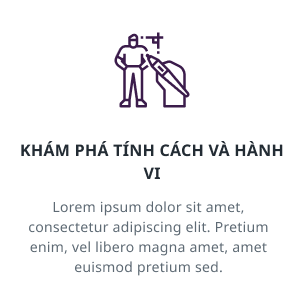 KHÁM PHÁ TÍNH CÁCH VÀ HÀNH
VI
Lorem ipsum dolor sit amet,
consectetur adipiscing elit. Pretium
enim, vel libero magna amet, amet
euismod pretium sed.